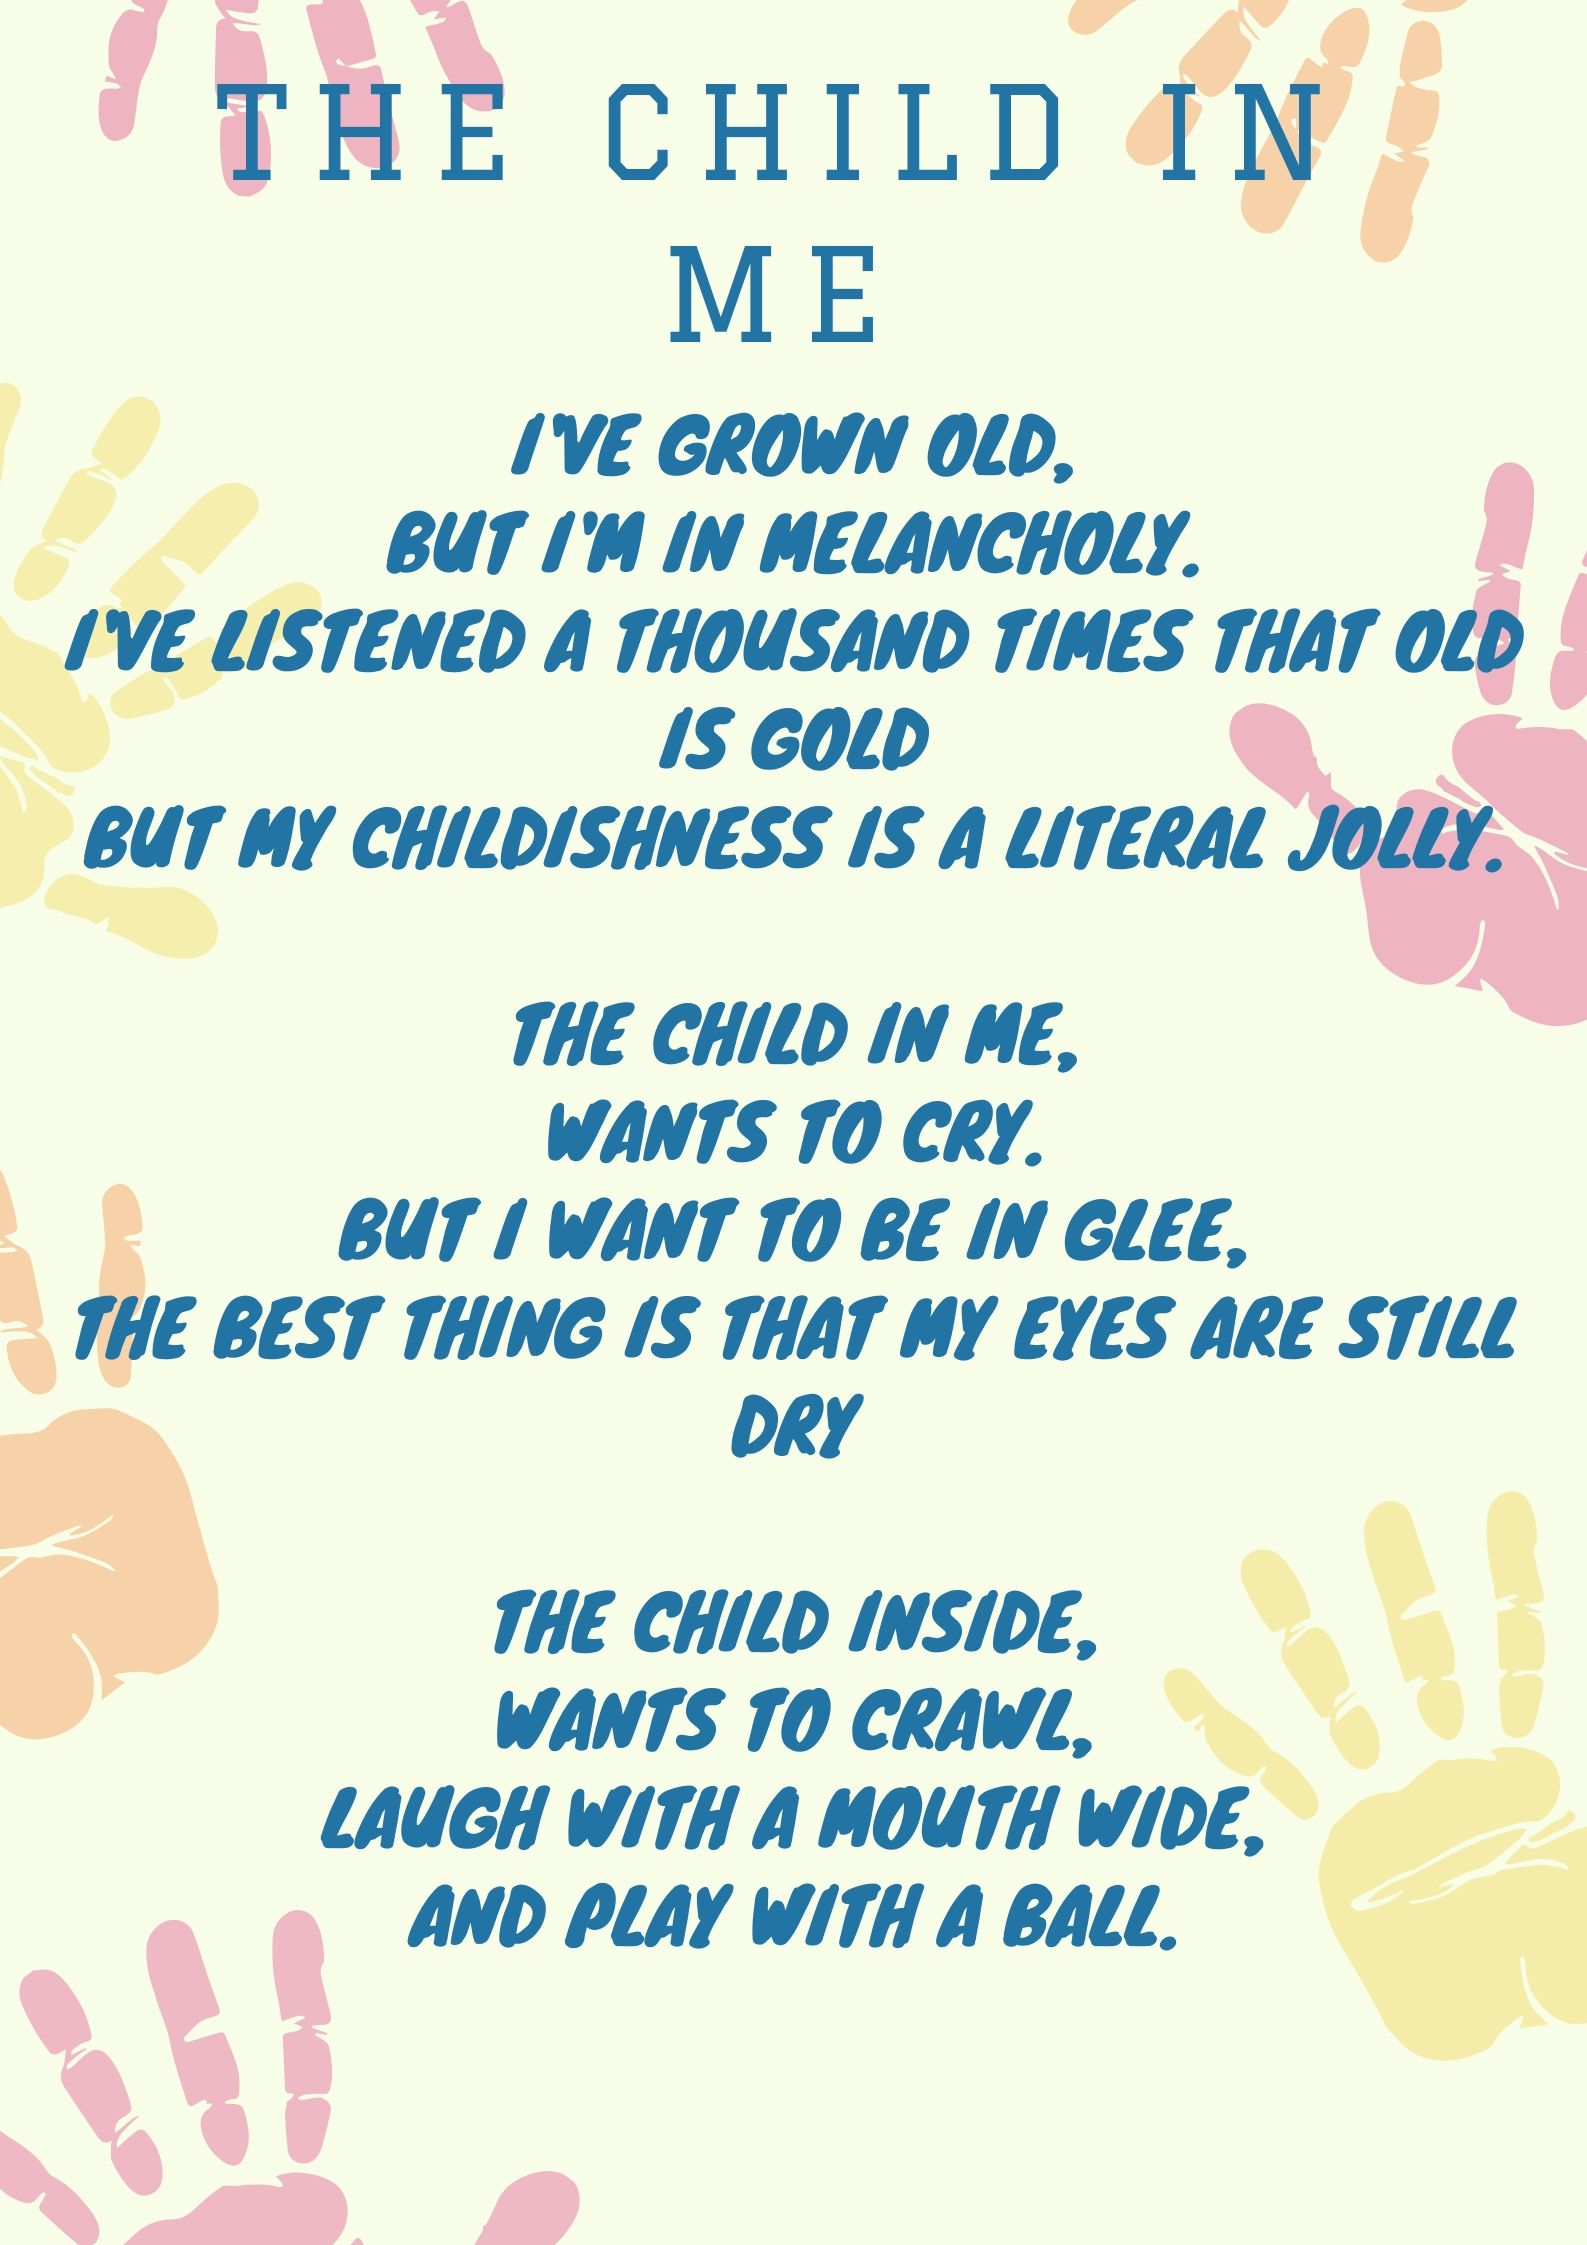 THE CHILD IN
ME
I'VE GROWN OLD,
BUT I'M IN MELANCHOLY.
I'VE LISTENED A THOUSAND TIMES THAT OLD
IS GOLD
BUT MY CHILDISHNESS IS A LITERAL JOLLY.
THE CHILD IN ME,
WANTS TO CRY.
BUT I WANT TO BE IN GLEE,
THE BEST THING IS THAT MY EYES ARE STILL
DRY
THE CHILD INSIDE,
WANTS TO CRAWL,
LAUGH WITH A MOUTH WIDE,
AND PLAY WITH A BALL.